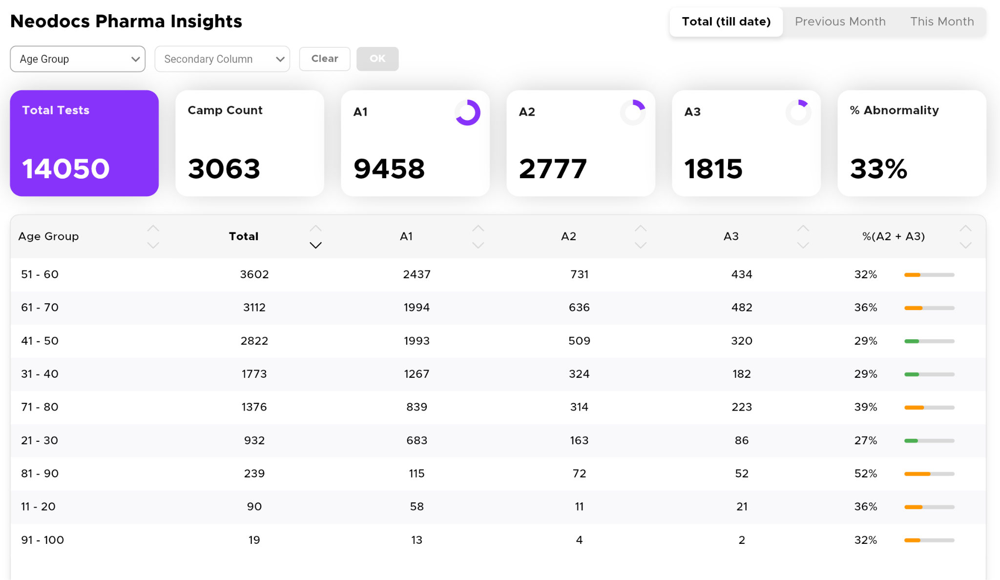 Neodocs Pharma Insights
Total (till date) Previous Month This Month
Age Group Secondary Column Clear OK
Total Tests Camp Count A1 A2 A3 % Abnormality
14050 3063 9458 2777 1815 33%
Age Group Total A1 A2 A3 %(A2 + A3)
51 - 60 3602 2437 731 434 32%
61 - 70 3112 1994 636 482 36%
41 - 50 2822 1993 509 320 29%
31 - 40 1773 1267 324 182 29%
71 - 80 1376 839 314 223 39%
21 - 30 932 683 163 86 27%
81 - 90 239 115 72 52 52%
11 - 20 90 58 11 21 36%
91 - 100 19 13 4 2 32%